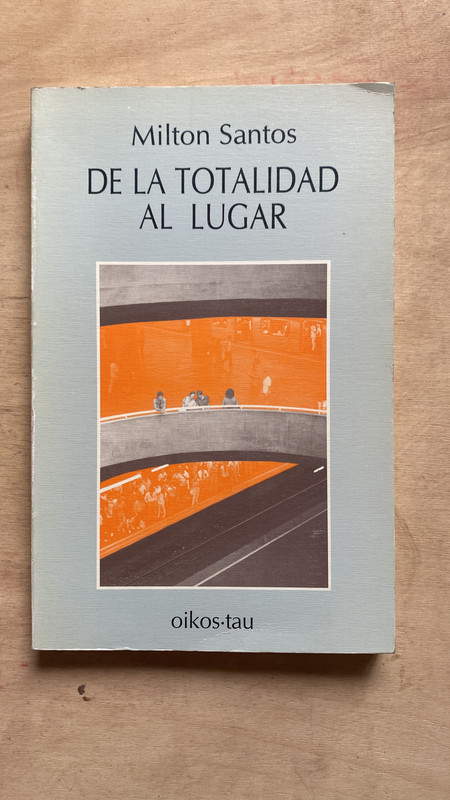 Milton Santos
DE LA TOTALIDAD
AL LUGAR
oikos·tau